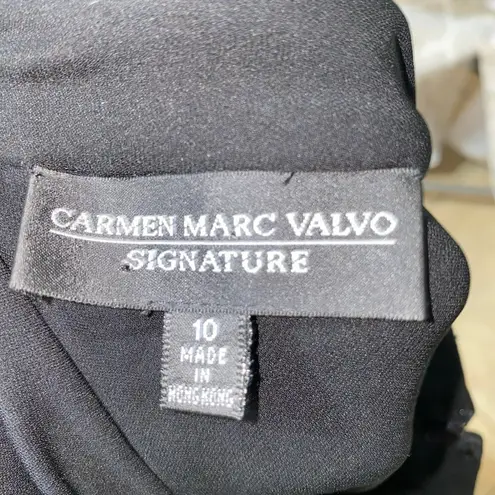 CARMEN MARC VALVO
SIGNATURE
10
MADE
IN
HONG KONG